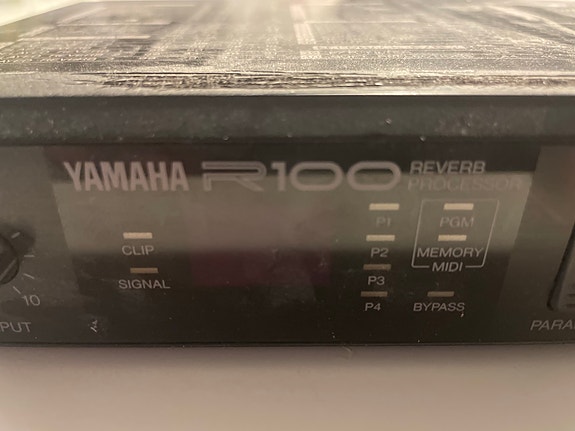 YAMAHA R100 REVERB
PROCESSOR
P1
PGM
CLIP
P2
MEMORY
SIGNAL
P3
MIDI
10
P4
BYPASS
PUT
PARA